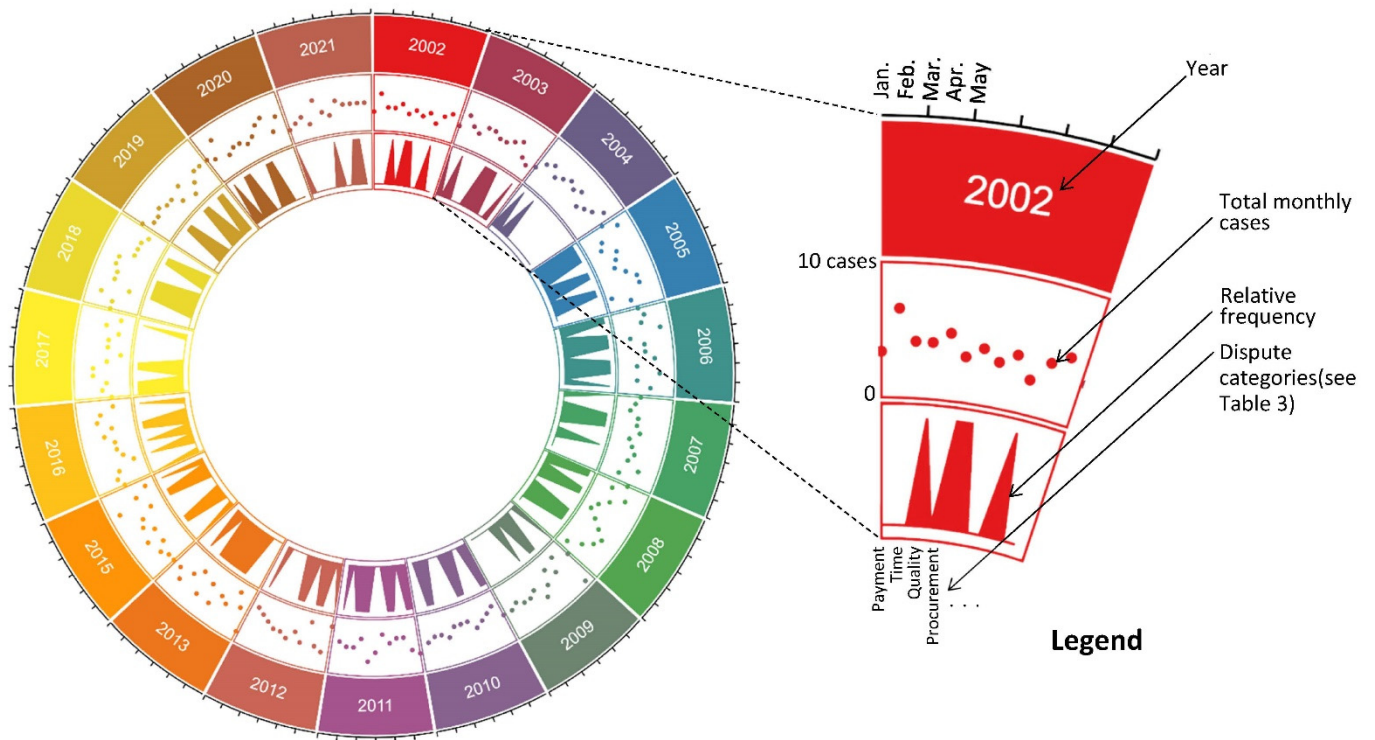 2002
2003
2004
2005
2006
2007
2008
2009
2010
2011
2012
2013
2015
2016
2017
2018
2019
2020
2021
Jan.
Feb.
Mar.
Apr.
May
Year
2002
Total monthly
cases
10 cases
Relative
frequency
Dispute
categories(see
Table 3)
0
Payment
Time
Quality
Procurement
. . .
Legend